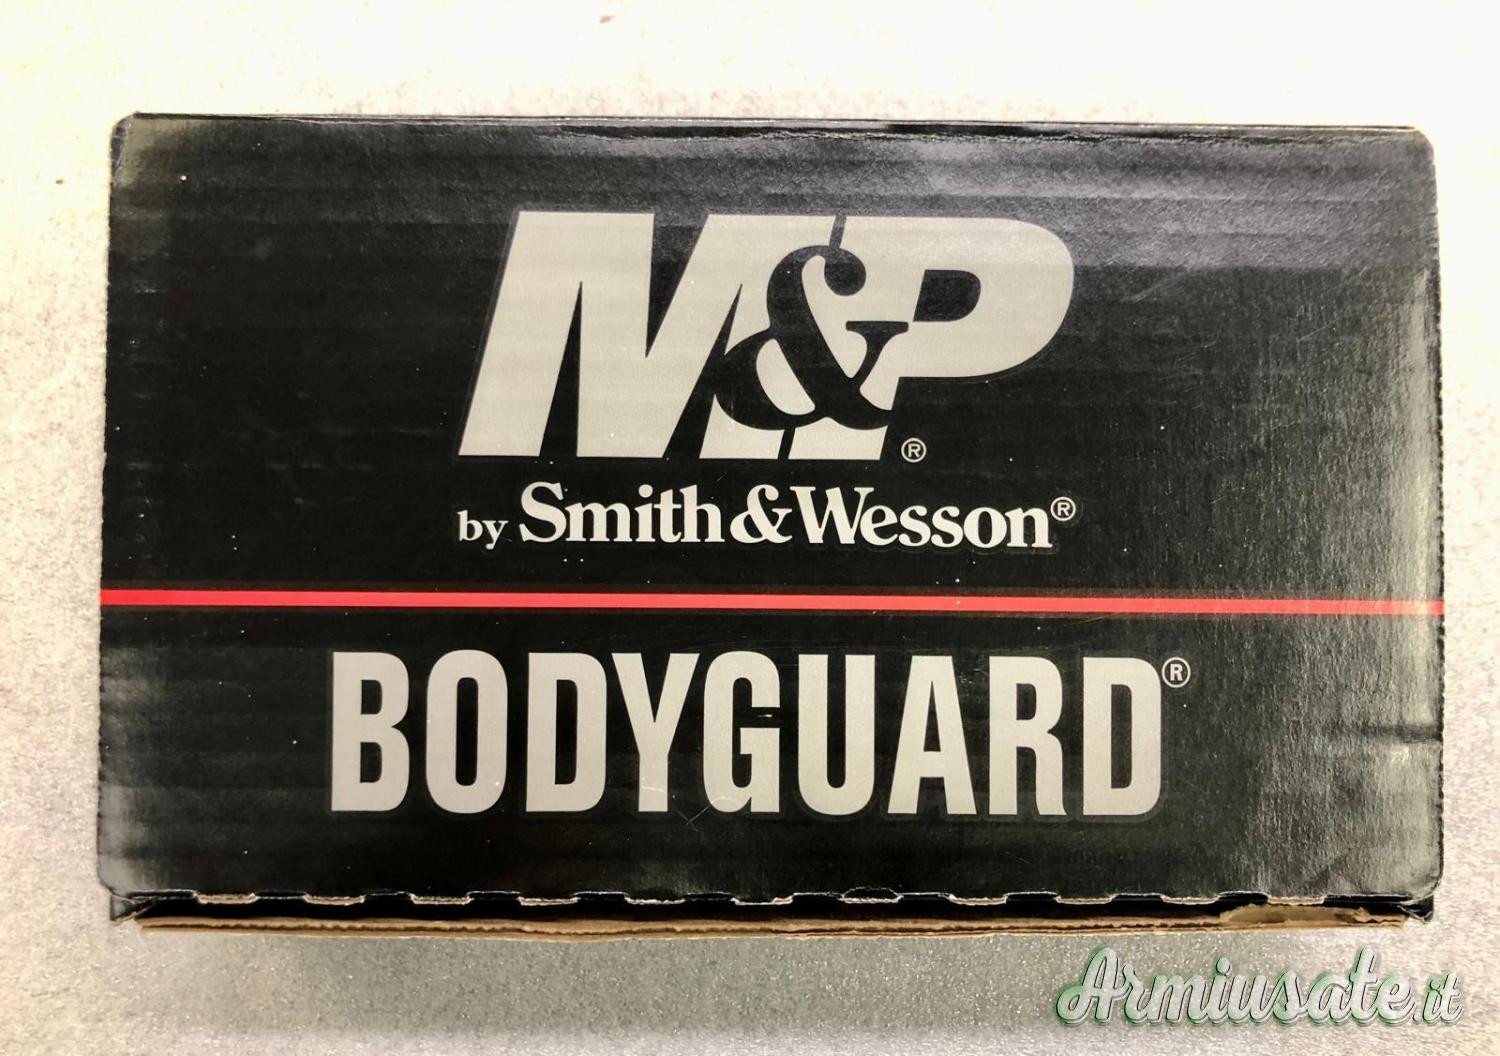 M&P®
by Smith & Wesson®
BODYGUARD®
Armiusate.it